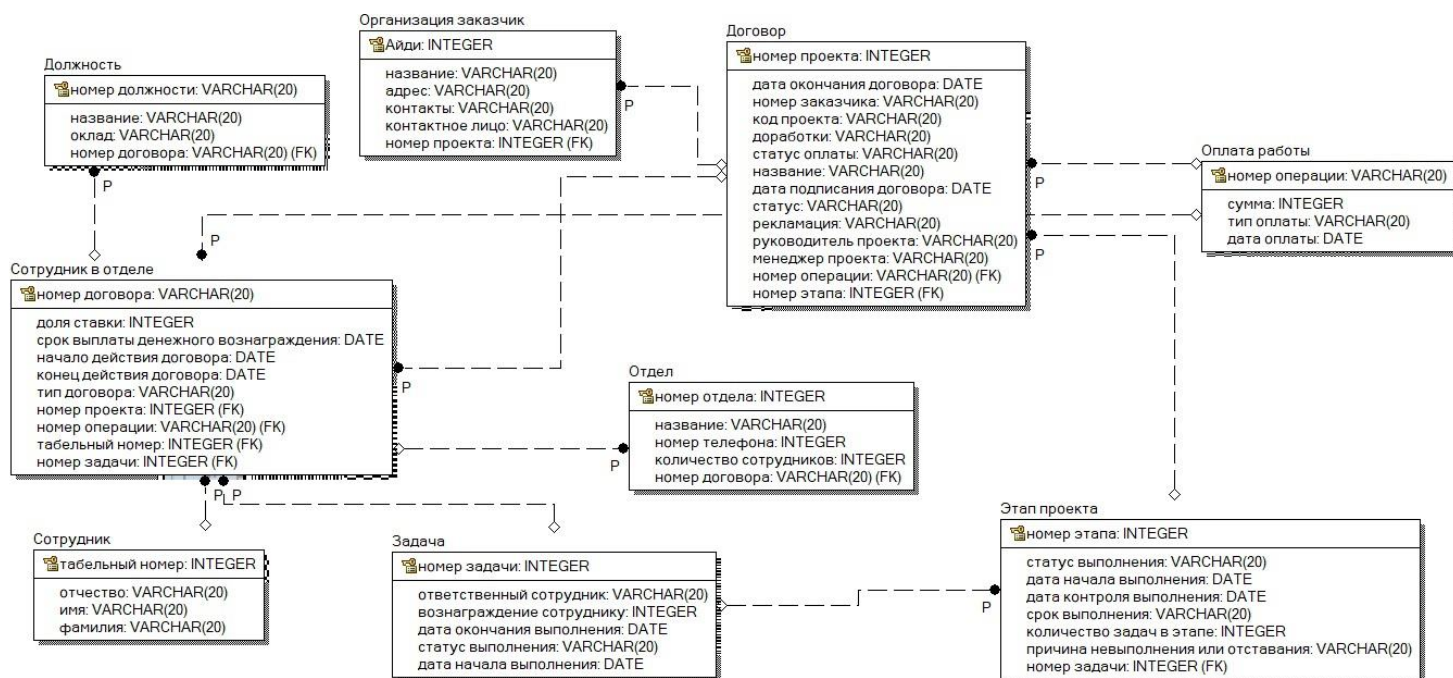 Должность
номер должности: VARCHAR(20)
название: VARCHAR(20)
оклад: VARCHAR(20)
номер договора: VARCHAR(20) (FK)
P
Организация заказчик
Айди: INTEGER
название: VARCHAR(20)
адрес: VARCHAR(20)
контакты: VARCHAR(20)
контактное лицо: VARCHAR(20)
номер проекта: INTEGER (FK)
P
Договор
номер проекта: INTEGER
дата окончания договора: DATE
номер заказчика: VARCHAR(20)
код проекта: VARCHAR(20)
доработки: VARCHAR(20)
статус оплаты: VARCHAR(20)
название: VARCHAR(20)
дата подписания договора: DATE
статус: VARCHAR(20)
рекламация: VARCHAR(20)
руководитель проекта: VARCHAR(20)
менеджер проекта: VARCHAR(20)
номер операции: VARCHAR(20) (FK)
номер этапа: INTEGER (FK)
P
P
Оплата работы
номер операции: VARCHAR(20)
сумма: INTEGER
тип оплаты: VARCHAR(20)
дата оплаты: DATE
P
Сотрудник в отделе
номер договора: VARCHAR(20)
доля ставки: INTEGER
срок выплаты денежного вознаграждения: DATE
начало действия договора: DATE
конец действия договора: DATE
тип договора: VARCHAR(20)
номер проекта: INTEGER (FK)
номер операции: VARCHAR(20) (FK)
табельный номер: INTEGER (FK)
номер задачи: INTEGER (FK)
P
P P
Отдел
номер отдела: INTEGER
название: VARCHAR(20)
номер телефона: INTEGER
количество сотрудников: INTEGER
номер договора: VARCHAR(20) (FK)
P
Сотрудник
табельный номер: INTEGER
отчество: VARCHAR(20)
имя: VARCHAR(20)
фамилия: VARCHAR(20)
Задача
номер задачи: INTEGER
ответственный сотрудник: VARCHAR(20)
вознаграждение сотруднику: INTEGER
дата окончания выполнения: DATE
статус выполнения: VARCHAR(20)
дата начала выполнения: DATE
Этап проекта
номер этапа: INTEGER
статус выполнения: VARCHAR(20)
дата начала выполнения: DATE
дата контроля выполнения: DATE
срок выполнения: VARCHAR(20)
количество задач в этапе: INTEGER
причина невыполнения или отставания: VARCHAR(20)
номер задачи: INTEGER (FK)
P